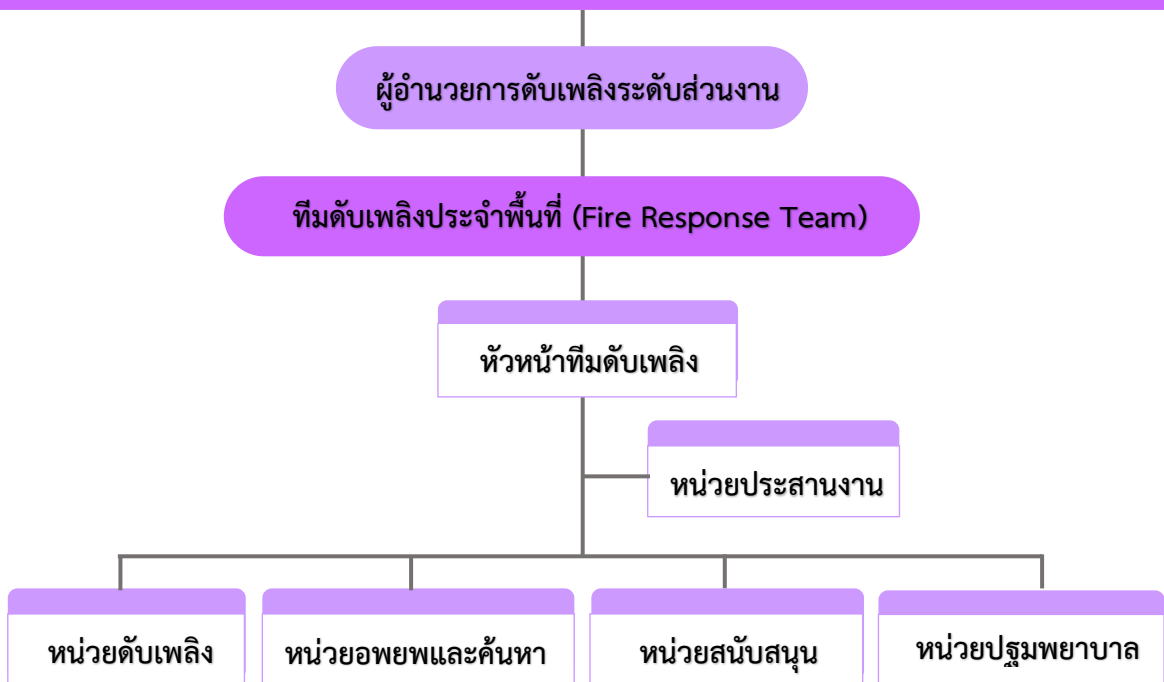 ผู้อำนวยการดับเพลิงระดับส่วนงาน
ทีมดับเพลิงประจำพื้นที่ (Fire Response Team)
หัวหน้าทีมดับเพลิง
หน่วยประสานงาน
หน่วยดับเพลิง
หน่วยอพยพและค้นหา
หน่วยสนับสนุน
หน่วยปฐมพยาบาล